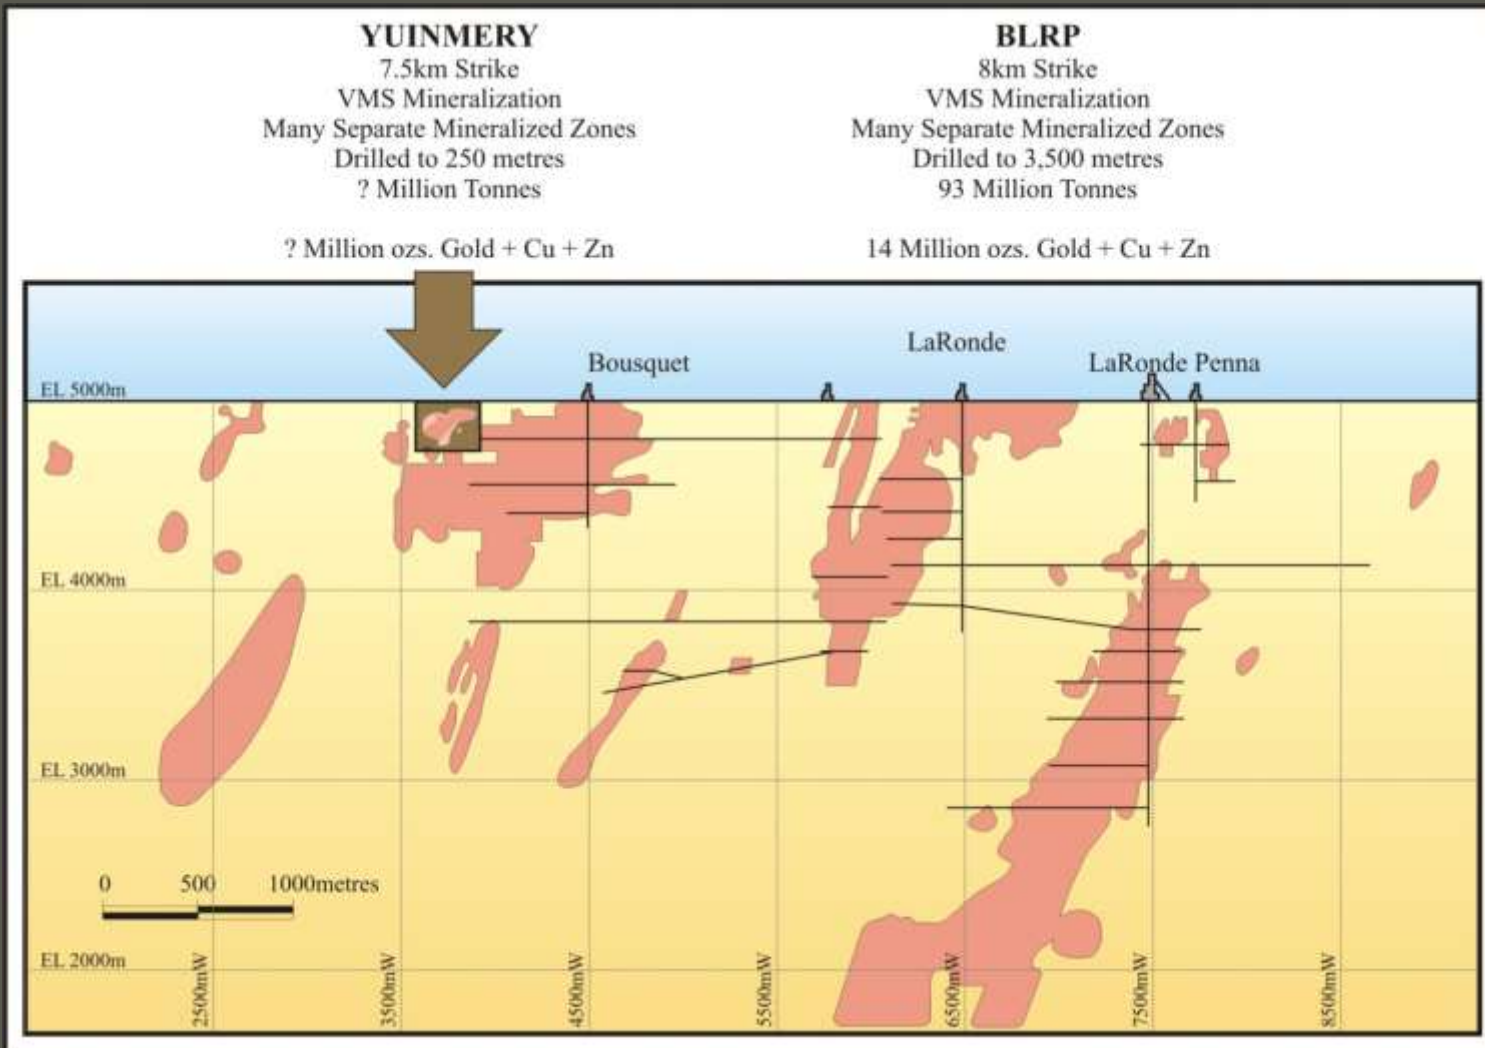 YUINMERY
7.5km Strike
VMS Mineralization
Many Separate Mineralized Zones
Drilled to 250 metres
? Million Tonnes
? Million ozs. Gold + Cu + Zn
BLRP
8km Strike
VMS Mineralization
Many Separate Mineralized Zones
Drilled to 3,500 metres
93 Million Tonnes
14 Million ozs. Gold + Cu + Zn
LaRonde
Bousquet
LaRonde Penna
EL 5000m
EL 4000m
EL 3000m
0 500 1000metres
EL 2000m
2500mW
3500mW
4500mW
5500mW
6500mW
7500mW
8500mW